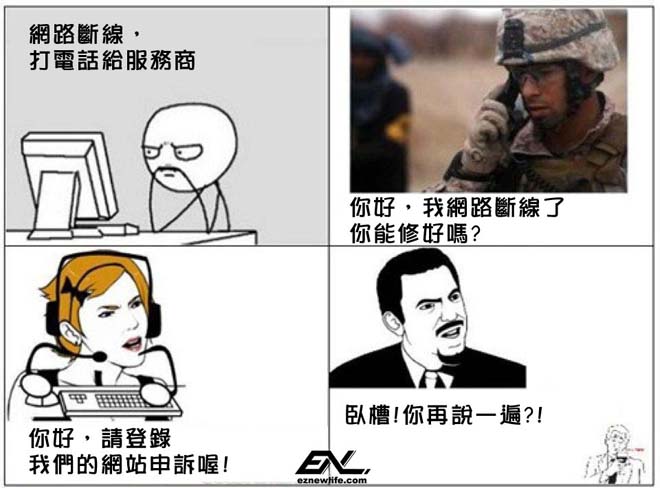 網路斷線，
打電話給服務商
你好，我網路斷線了
你能修好嗎?
你好，請登錄
我們的網站申訴喔!
臥槽!你再說一遍?!
ENL.
eznewlife.com